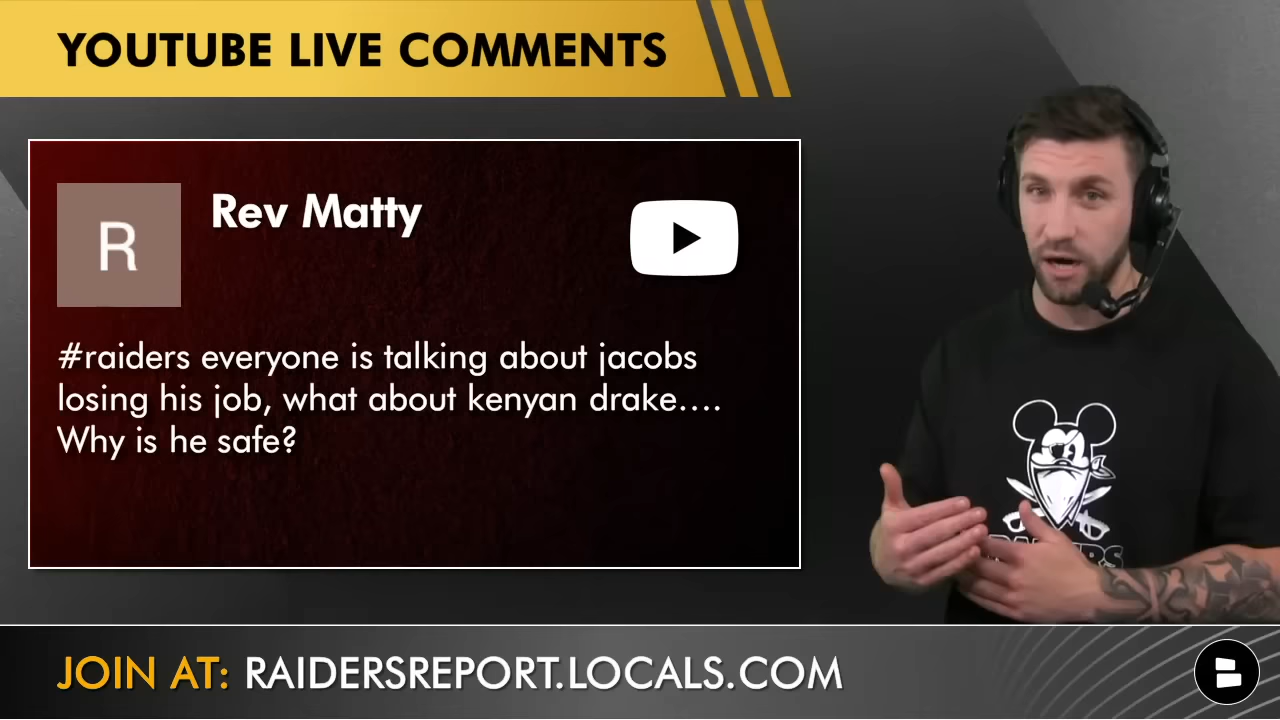 YOUTUBE LIVE COMMENTS
R
Rev Matty
#raiders everyone is talking about jacobs
losing his job, what about kenyan drake....
Why is he safe?
RAIDERS
JOIN AT: RAIDERSREPORT.LOCALS.COM